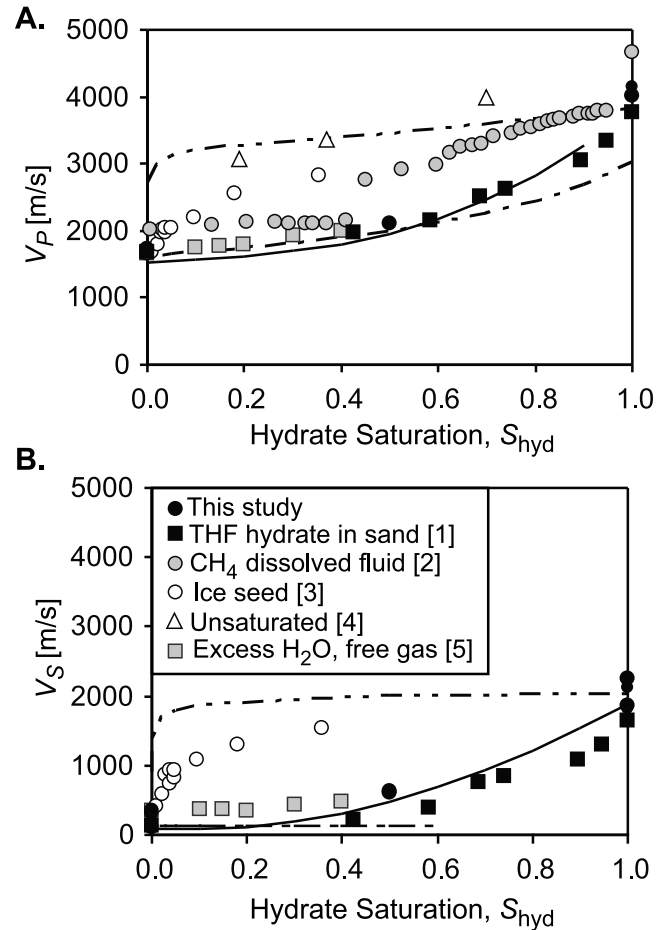 A.
5000
4000
3000
2000
1000
0
V_P [m/s]
0.0 0.2 0.4 0.6 0.8 1.0
Hydrate Saturation, S_hyd
B.
5000
4000
3000
2000
1000
0
V_S [m/s]
This study
THF hydrate in sand [1]
CH₄ dissolved fluid [2]
Ice seed [3]
Unsaturated [4]
Excess H₂O, free gas [5]
0.0 0.2 0.4 0.6 0.8 1.0
Hydrate Saturation, S_hyd